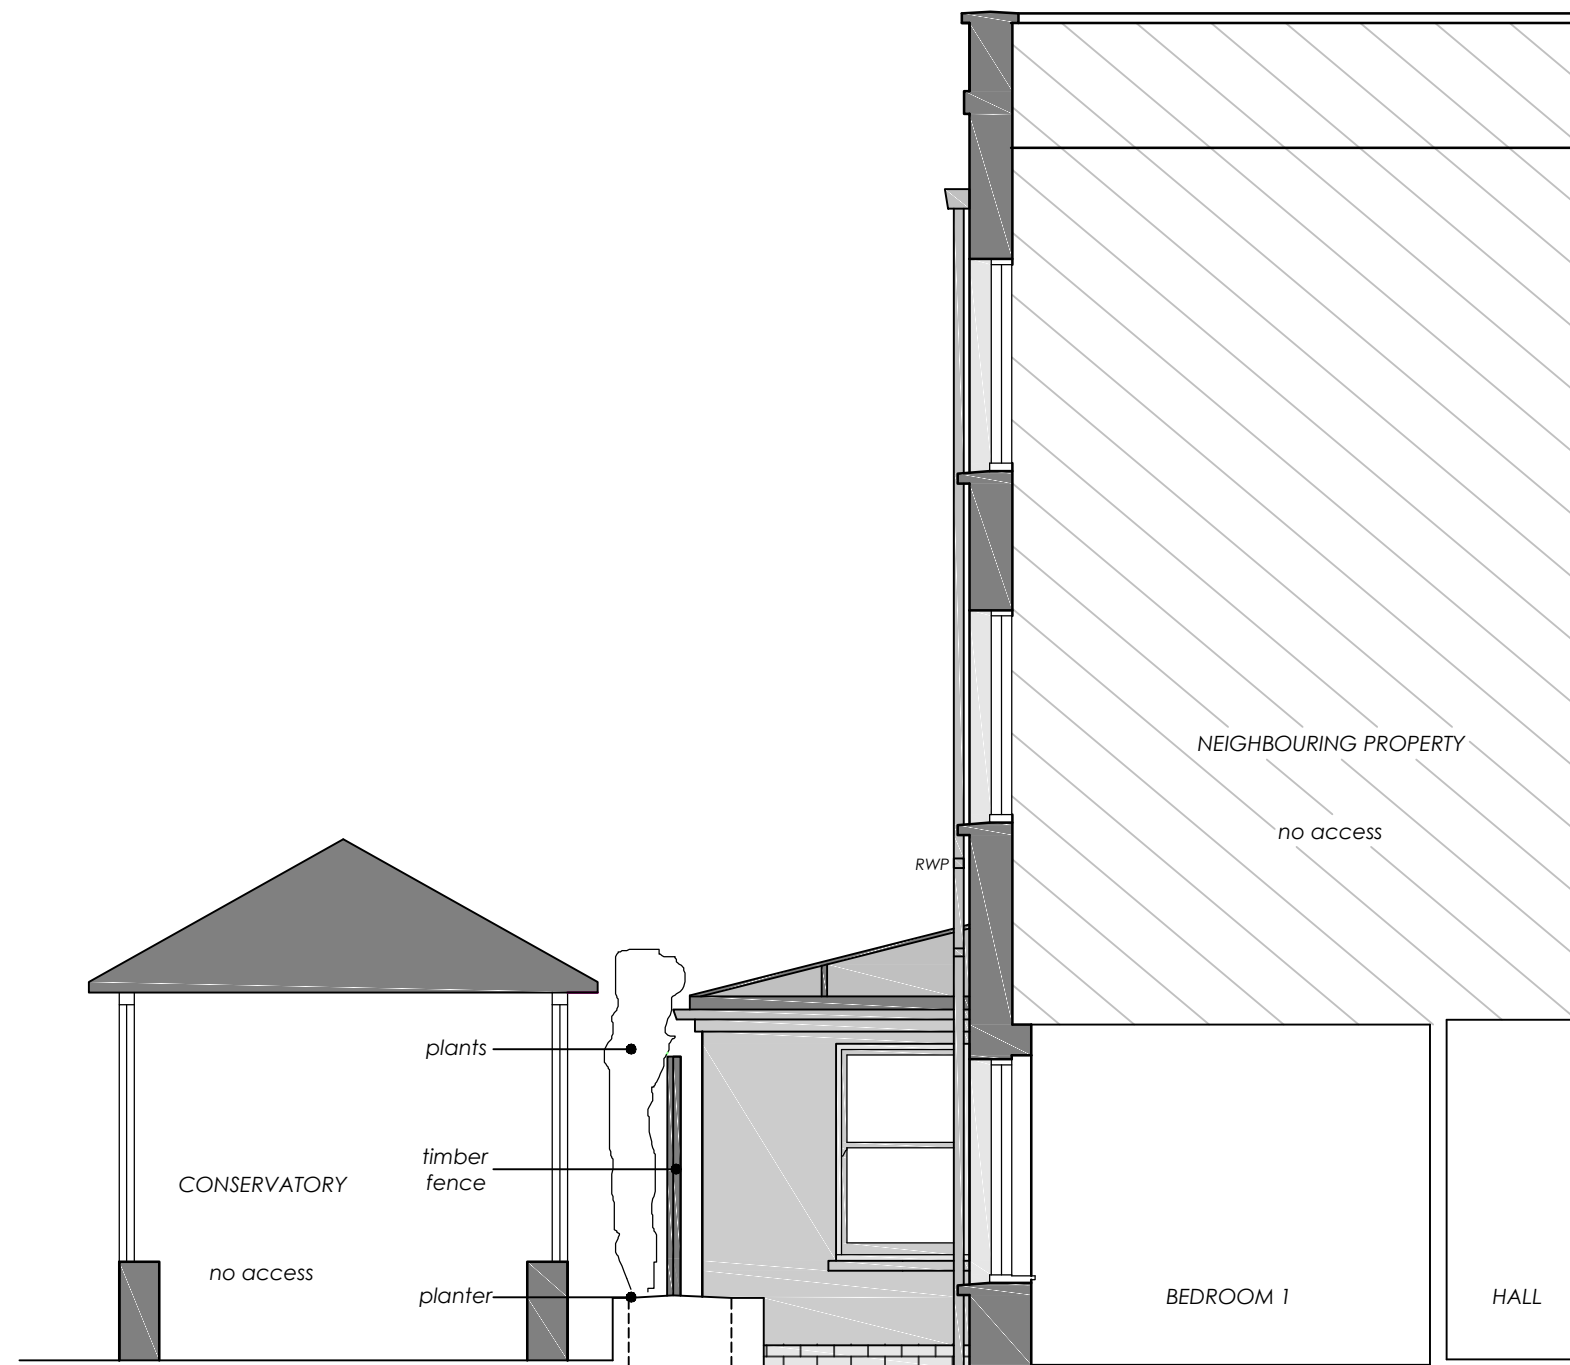 NEIGHBOURING PROPERTY
no access
RWP
plants
timber
fence
CONSERVATORY
no access
planter
BEDROOM 1
HALL